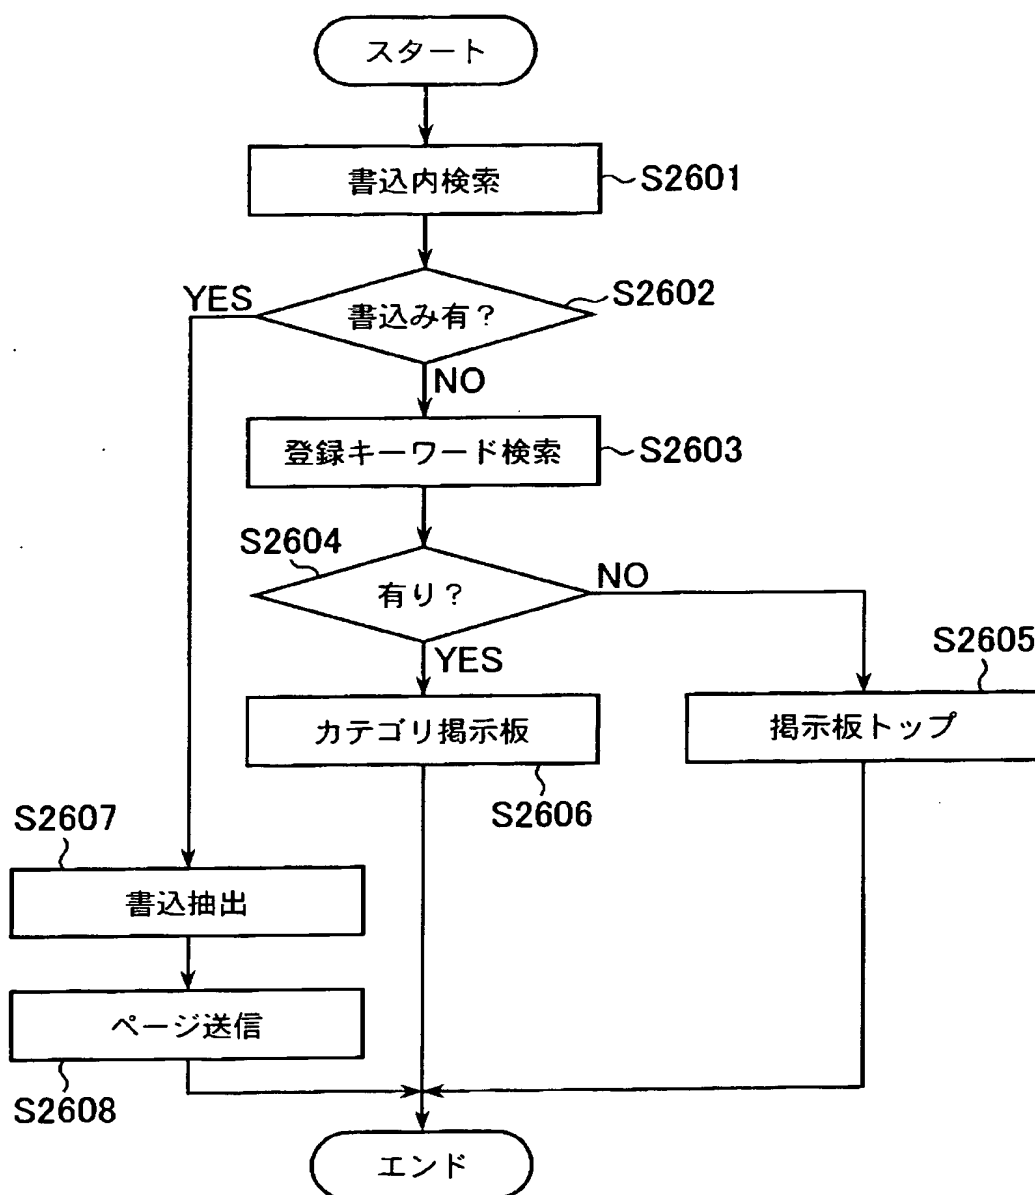 スタート
書込内検索
S2601
書込み有？
S2602
YES
NO
登録キーワード検索
S2603
S2604
有り？
NO
YES
S2605
カテゴリ掲示板
掲示板トップ
S2606
S2607
書込抽出
ページ送信
S2608
エンド